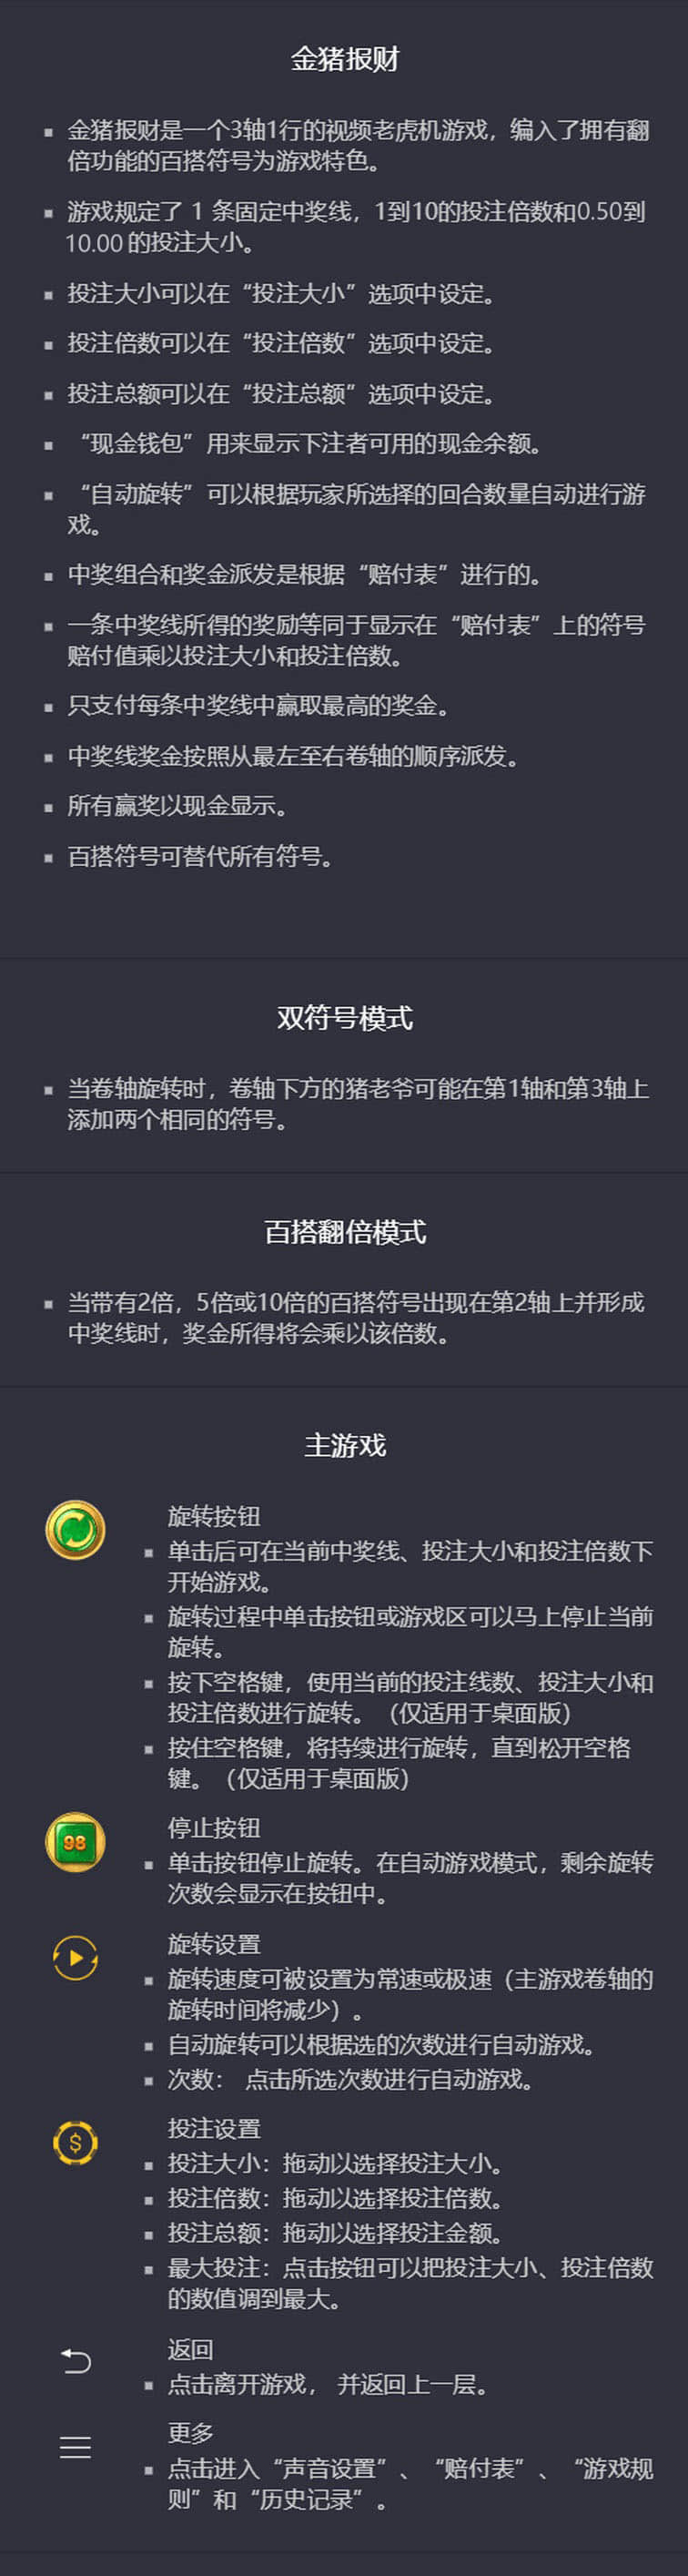 金猪报财
金猪报财是一个3轴1行的视频老虎机游戏，编入了拥有翻
倍功能的百搭符号为游戏特色。
游戏规定了 1 条固定中奖线，1到10的投注倍数和0.50到
10.00 的投注大小。
投注大小可以在“投注大小”选项中设定。
投注倍数可以在“投注倍数”选项中设定。
投注总额可以在“投注总额”选项中设定。
“现金钱包”用来显示下注者可用的现金余额。
“自动旋转”可以根据玩家所选择的回合数量自动进行游
戏。
中奖组合和奖金派发是根据“赔付表”进行的。
一条中奖线所得的奖励等同于显示在“赔付表”上的符号
赔付值乘以投注大小和投注倍数。
只支付每条中奖线中赢取最高的奖金。
中奖线奖金按照从最左至右卷轴的顺序派发。
所有赢奖以现金显示。
百搭符号可替代所有符号。
双符号模式
当卷轴旋转时，卷轴下方的猪老爷可能在第1轴和第3轴上
添加两个相同的符号。
百搭翻倍模式
当带有2倍，5倍或10倍的百搭符号出现在第2轴上并形成
中奖线时，奖金所得将会乘以该倍数。
主游戏
旋转按钮
单击后可在当前中奖线、投注大小和投注倍数下
开始游戏。
旋转过程中单击按钮或游戏区可以马上停止当前
旋转。
按下空格键，使用当前的投注线数、投注大小和
投注倍数进行旋转。（仅适用于桌面版）
按住空格键，将持续进行旋转，直到松开空格
键。（仅适用于桌面版）
98
停止按钮
单击按钮停止旋转。在自动游戏模式，剩余旋转
次数会显示在按钮中。
旋转设置
旋转速度可被设置为常速或极速（主游戏卷轴的
旋转时间将减少）。
自动旋转可以根据选的次数进行自动游戏。
次数： 点击所选次数进行自动游戏。
$
投注设置
投注大小：拖动以选择投注大小。
投注倍数：拖动以选择投注倍数。
投注总额：拖动以选择投注金额。
最大投注：点击按钮可以把投注大小、投注倍数
的数值调到最大。
返回
点击离开游戏， 并返回上一层。
更多
点击进入“声音设置”、“赔付表”、“游戏规
则”和“历史记录”。